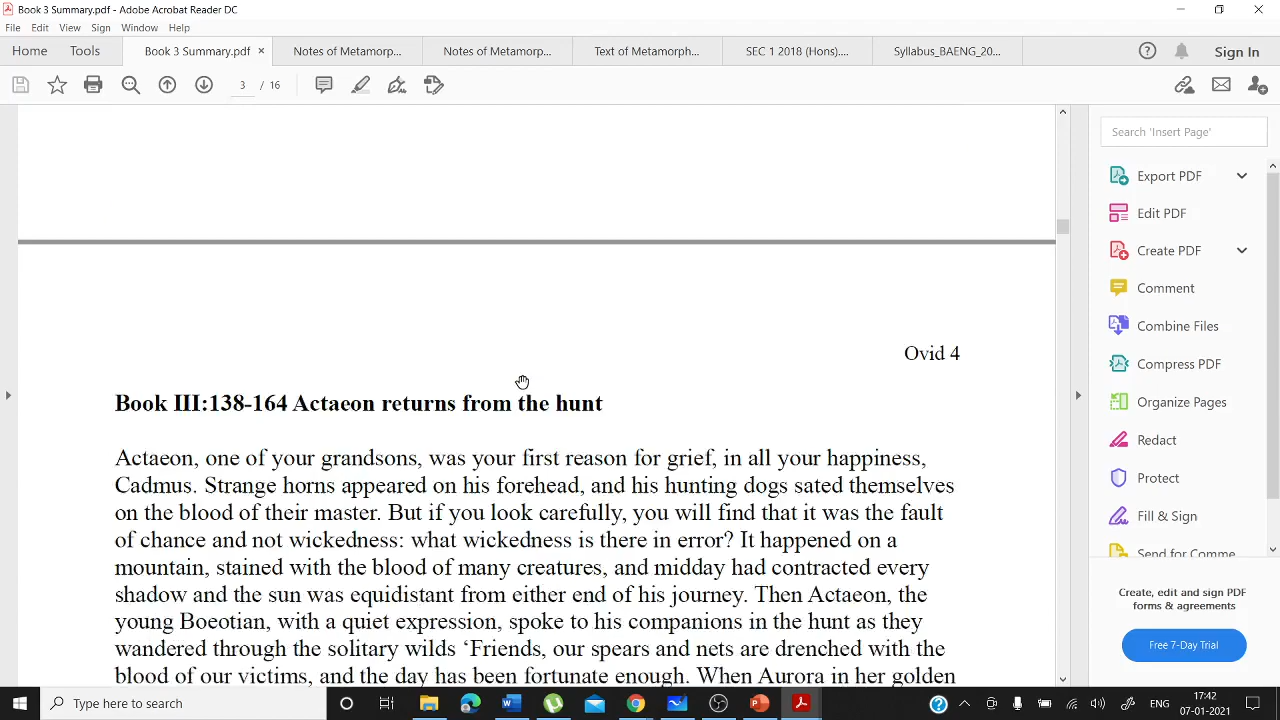 Book 3 Summary.pdf - Adobe Acrobat Reader DC
File Edit View Sign Window Help
Home Tools Book 3 Summary.pdf × Notes of Metamorp... Notes of Metamorp... Text of Metamorph... SEC 1 2018 (Hons).... Syllabus_BAENG_20... Sign In
3 / 16
Search 'Insert Page'
Export PDF
Edit PDF
Create PDF
Comment
Combine Files
Compress PDF
Organize Pages
Redact
Protect
Fill & Sign
Send for Comme
Create, edit and sign PDF
forms & agreements
Free 7-Day Trial
Ovid 4
Book III:138-164 Actaeon returns from the hunt
Actaeon, one of your grandsons, was your first reason for grief, in all your happiness,
Cadmus. Strange horns appeared on his forehead, and his hunting dogs sated themselves
on the blood of their master. But if you look carefully, you will find that it was the fault
of chance and not wickedness: what wickedness is there in error? It happened on a
mountain, stained with the blood of many creatures, and midday had contracted every
shadow and the sun was equidistant from either end of his journey. Then Actaeon, the
young Boeotian, with a quiet expression, spoke to his companions in the hunt as they
wandered through the solitary wilds ‘Friends, our spears and nets are drenched with the
blood of our victims, and the day has been fortunate enough. When Aurora in her golden
Type here to search
17:42
07-01-2021